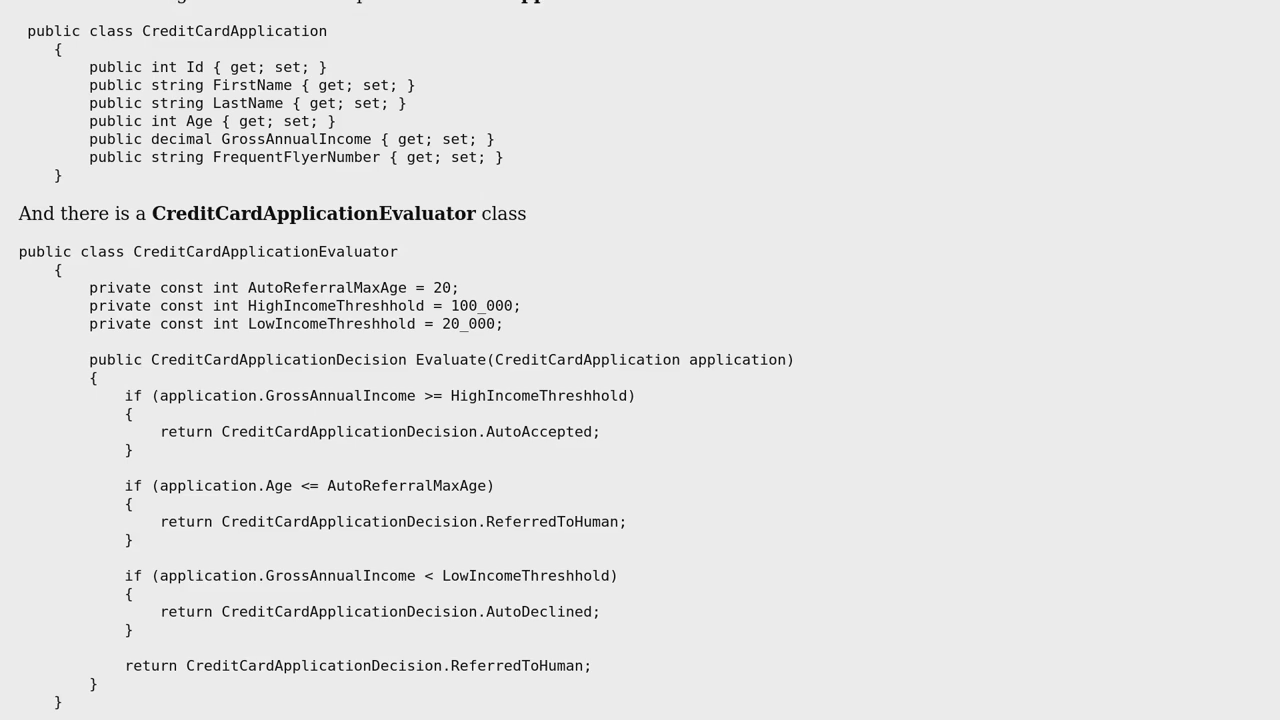 public class CreditCardApplication
{
public int Id { get; set; }
public string FirstName { get; set; }
public string LastName { get; set; }
public int Age { get; set; }
public decimal GrossAnnualIncome { get; set; }
public string FrequentFlyerNumber { get; set; }
}
And there is a CreditCardApplicationEvaluator class
public class CreditCardApplicationEvaluator
{
private const int AutoReferralMaxAge = 20;
private const int HighIncomeThreshhold = 100_000;
private const int LowIncomeThreshhold = 20_000;
public CreditCardApplicationDecision Evaluate(CreditCardApplication application)
{
if (application.GrossAnnualIncome >= HighIncomeThreshhold)
{
return CreditCardApplicationDecision.AutoAccepted;
}
if (application.Age <= AutoReferralMaxAge)
{
return CreditCardApplicationDecision.ReferredToHuman;
}
if (application.GrossAnnualIncome < LowIncomeThreshhold)
{
return CreditCardApplicationDecision.AutoDeclined;
}
return CreditCardApplicationDecision.ReferredToHuman;
}
}